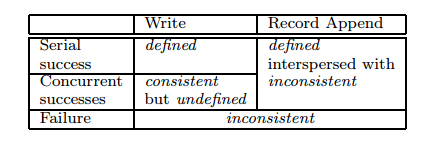 Write Record Append
Serial defined defined
success interspersed with
Concurrent consistent inconsistent
successes but undefined
Failure inconsistent